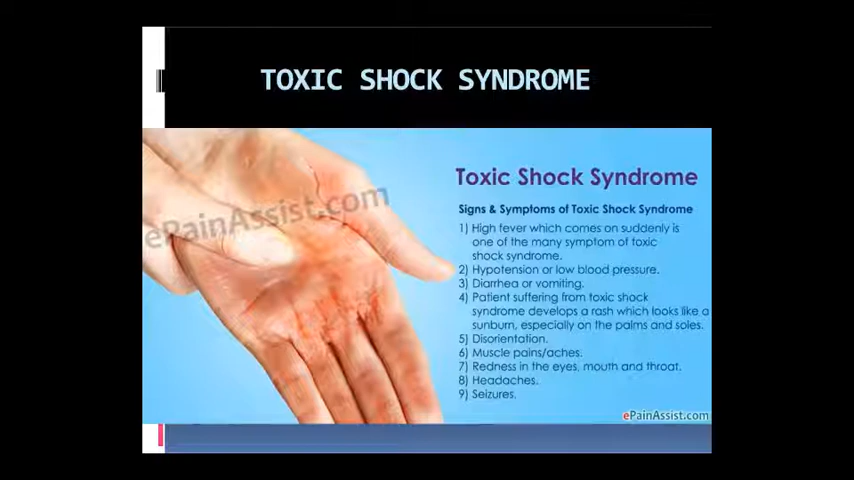 TOXIC SHOCK SYNDROME
ePainAssist.com
Toxic Shock Syndrome
Signs & Symptoms of Toxic Shock Syndrome
1) High fever which comes on suddenly is
one of the many symptom of toxic
shock syndrome.
2) Hypotension or low blood pressure.
3) Diarrhea or vomiting.
4) Patient suffering from toxic shock
syndrome develops a rash which looks like a
sunburn, especially on the palms and soles.
5) Disorientation.
6) Muscle pains/aches.
7) Redness in the eyes, mouth and throat.
8) Headaches.
9) Seizures.
ePainAssist.com